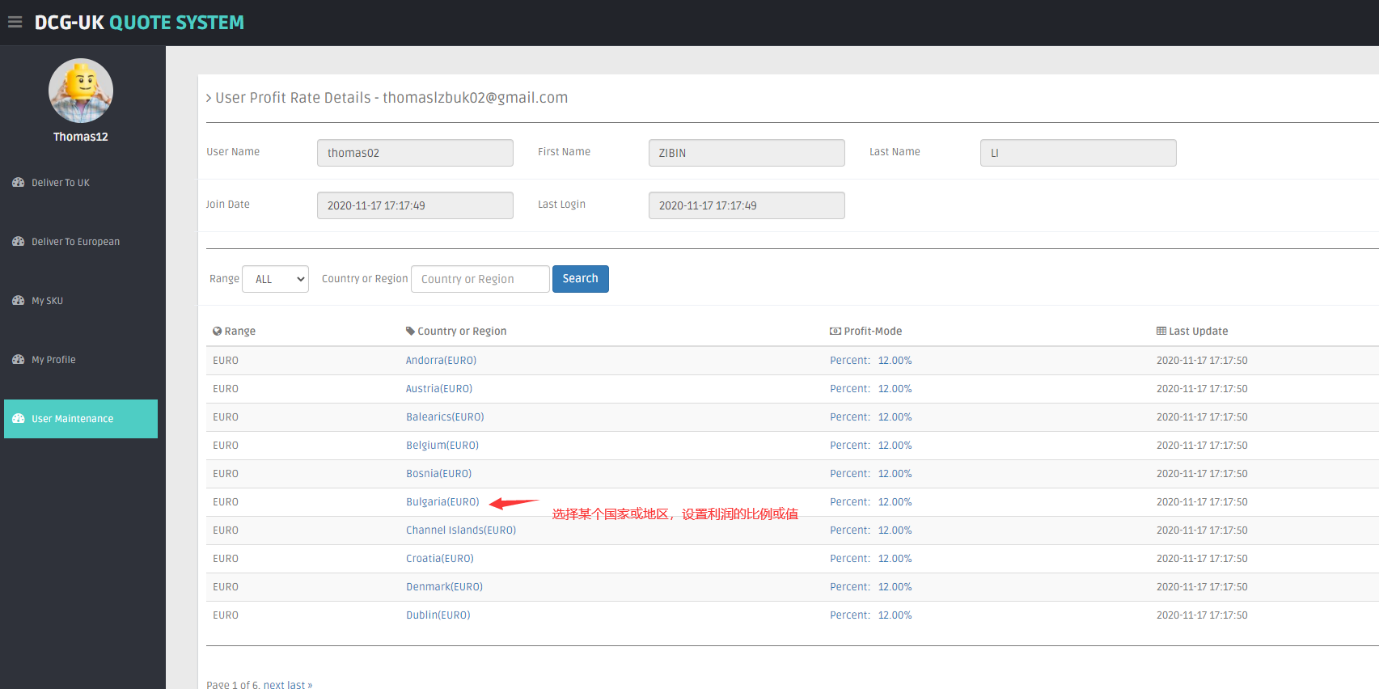 DCG-UK QUOTE SYSTEM
Thomas12
Deliver To UK
Deliver To European
My SKU
My Profile
User Maintenance
User Profit Rate Details - thomaslzbuk02@gmail.com
User Name thomas02 First Name ZIBIN Last Name LI
Join Date 2020-11-17 17:17:49 Last Login 2020-11-17 17:17:49
Range ALL Country or Region Country or Region Search
Range Country or Region Profit-Mode Last Update
EURO Andorra(EURO) Percent: 12.00% 2020-11-17 17:17:50
EURO Austria(EURO) Percent: 12.00% 2020-11-17 17:17:50
EURO Balearics(EURO) Percent: 12.00% 2020-11-17 17:17:50
EURO Belgium(EURO) Percent: 12.00% 2020-11-17 17:17:50
EURO Bosnia(EURO) Percent: 12.00% 2020-11-17 17:17:50
EURO Bulgaria(EURO) Percent: 12.00% 2020-11-17 17:17:50
选择某个国家或地区，设置利润的比例或值
EURO Channel Islands(EURO) Percent: 12.00% 2020-11-17 17:17:50
EURO Croatia(EURO) Percent: 12.00% 2020-11-17 17:17:50
EURO Denmark(EURO) Percent: 12.00% 2020-11-17 17:17:50
EURO Dublin(EURO) Percent: 12.00% 2020-11-17 17:17:50
Page 1 of 6. next last »